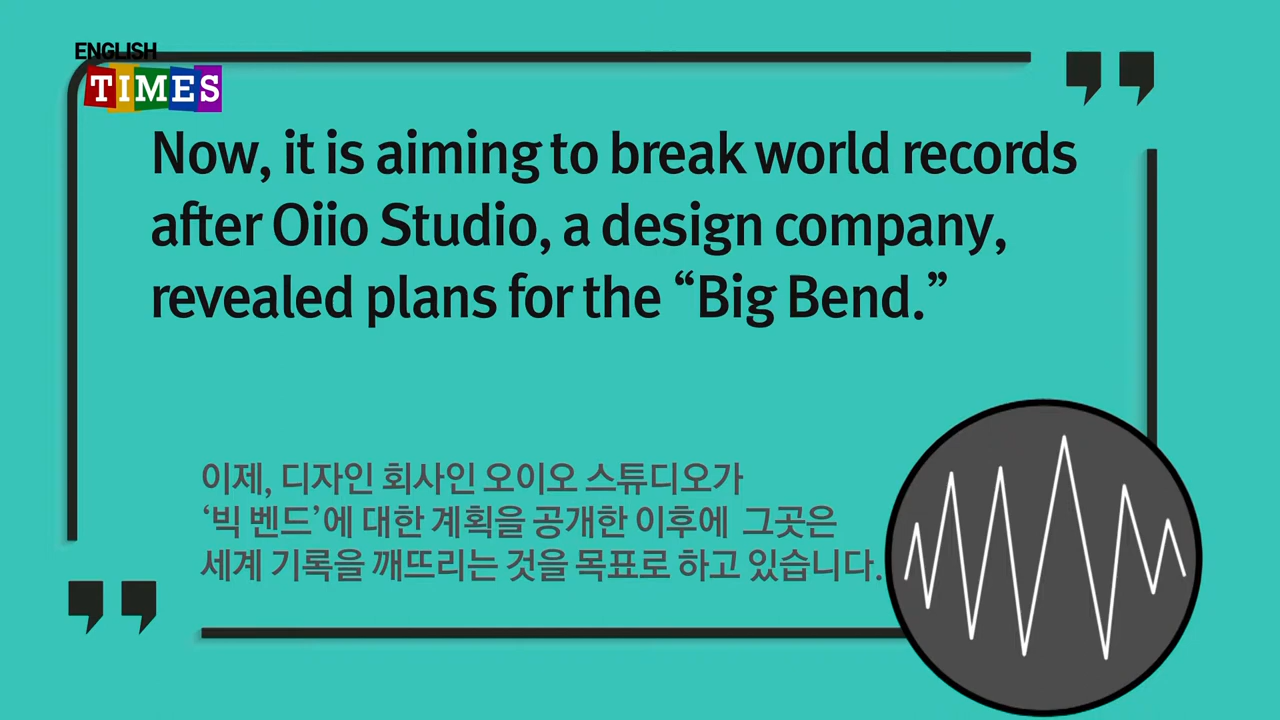 ENGLISH
TIMES
Now, it is aiming to break world records
after Oiio Studio, a design company,
revealed plans for the “Big Bend.”
이제, 디자인 회사인 오이오 스튜디오가
‘빅 벤드’에 대한 계획을 공개한 이후에 그곳은
세계 기록을 깨뜨리는 것을 목표로 하고 있습니다.